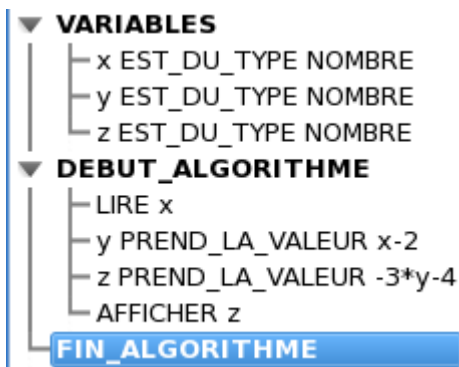 VARIABLES
x EST_DU_TYPE NOMBRE
y EST_DU_TYPE NOMBRE
z EST_DU_TYPE NOMBRE
DEBUT_ALGORITHME
LIRE x
y PREND_LA_VALEUR x-2
z PREND_LA_VALEUR -3*y-4
AFFICHER z
FIN_ALGORITHME